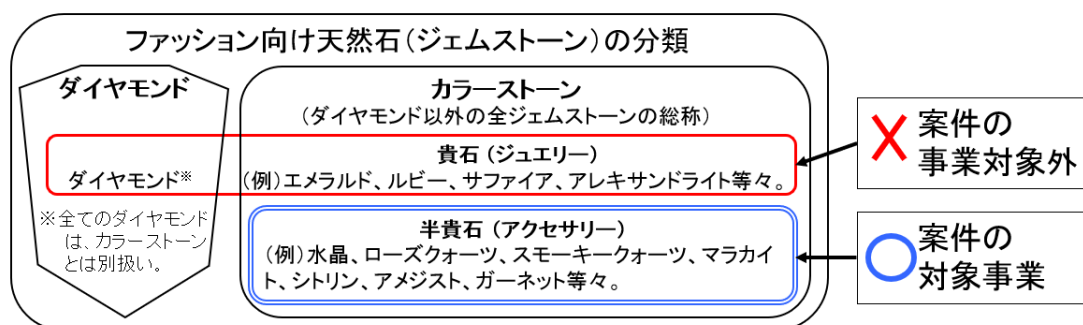 ファッション向け天然石(ジェムストーン)の分類
ダイヤモンド
カラーストーン
(ダイヤモンド以外の全ジェムストーンの総称)
貴石(ジュエリー)
ダイヤモンド※
(例)エメラルド、ルビー、サファイア、アレキサンドライト等々。
※全てのダイヤモンド
は、カラーストーン
とは別扱い。
半貴石(アクセサリー)
(例)水晶、ローズクォーツ、スモーキークォーツ、マラカイ
ト、シトリン、アメジスト、ガーネット等々。
案件の
事業対象外
案件の
対象事業